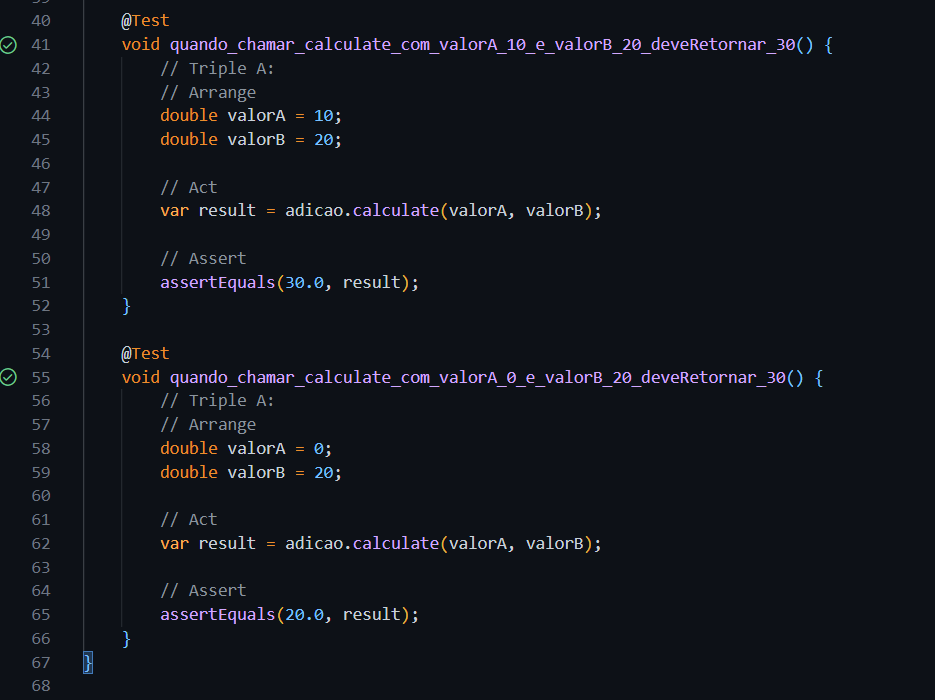 40 @Test
41 void quando_chamar_calculate_com_valorA_10_e_valorB_20_deveRetornar_30() {
42 // Triple A:
43 // Arrange
44 double valorA = 10;
45 double valorB = 20;
46
47 // Act
48 var result = adicao.calculate(valorA, valorB);
49
50 // Assert
51 assertEquals(30.0, result);
52 }
53
54 @Test
55 void quando_chamar_calculate_com_valorA_0_e_valorB_20_deveRetornar_30() {
56 // Triple A:
57 // Arrange
58 double valorA = 0;
59 double valorB = 20;
60
61 // Act
62 var result = adicao.calculate(valorA, valorB);
63
64 // Assert
65 assertEquals(20.0, result);
66 }
67 }
68